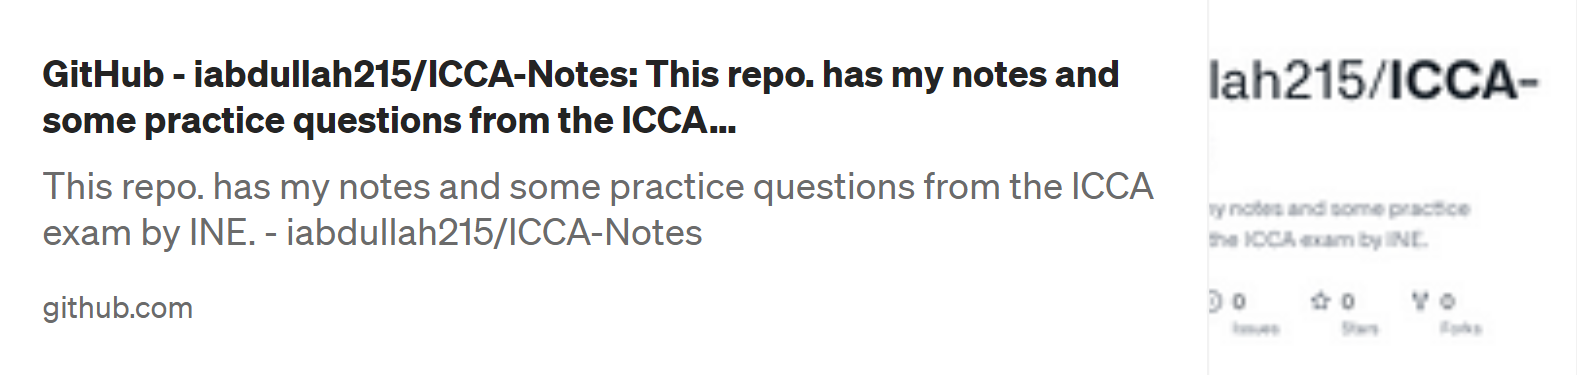 GitHub - iabdullah215/ICCA-Notes: This repo. has my notes and
some practice questions from the ICCA...
This repo. has my notes and some practice questions from the ICCA
exam by INE. - iabdullah215/ICCA-Notes
github.com
lah215/ICCA-
y notes and some practice
the ICCA exam by INE.
0 0 0
Issues Stars Forks